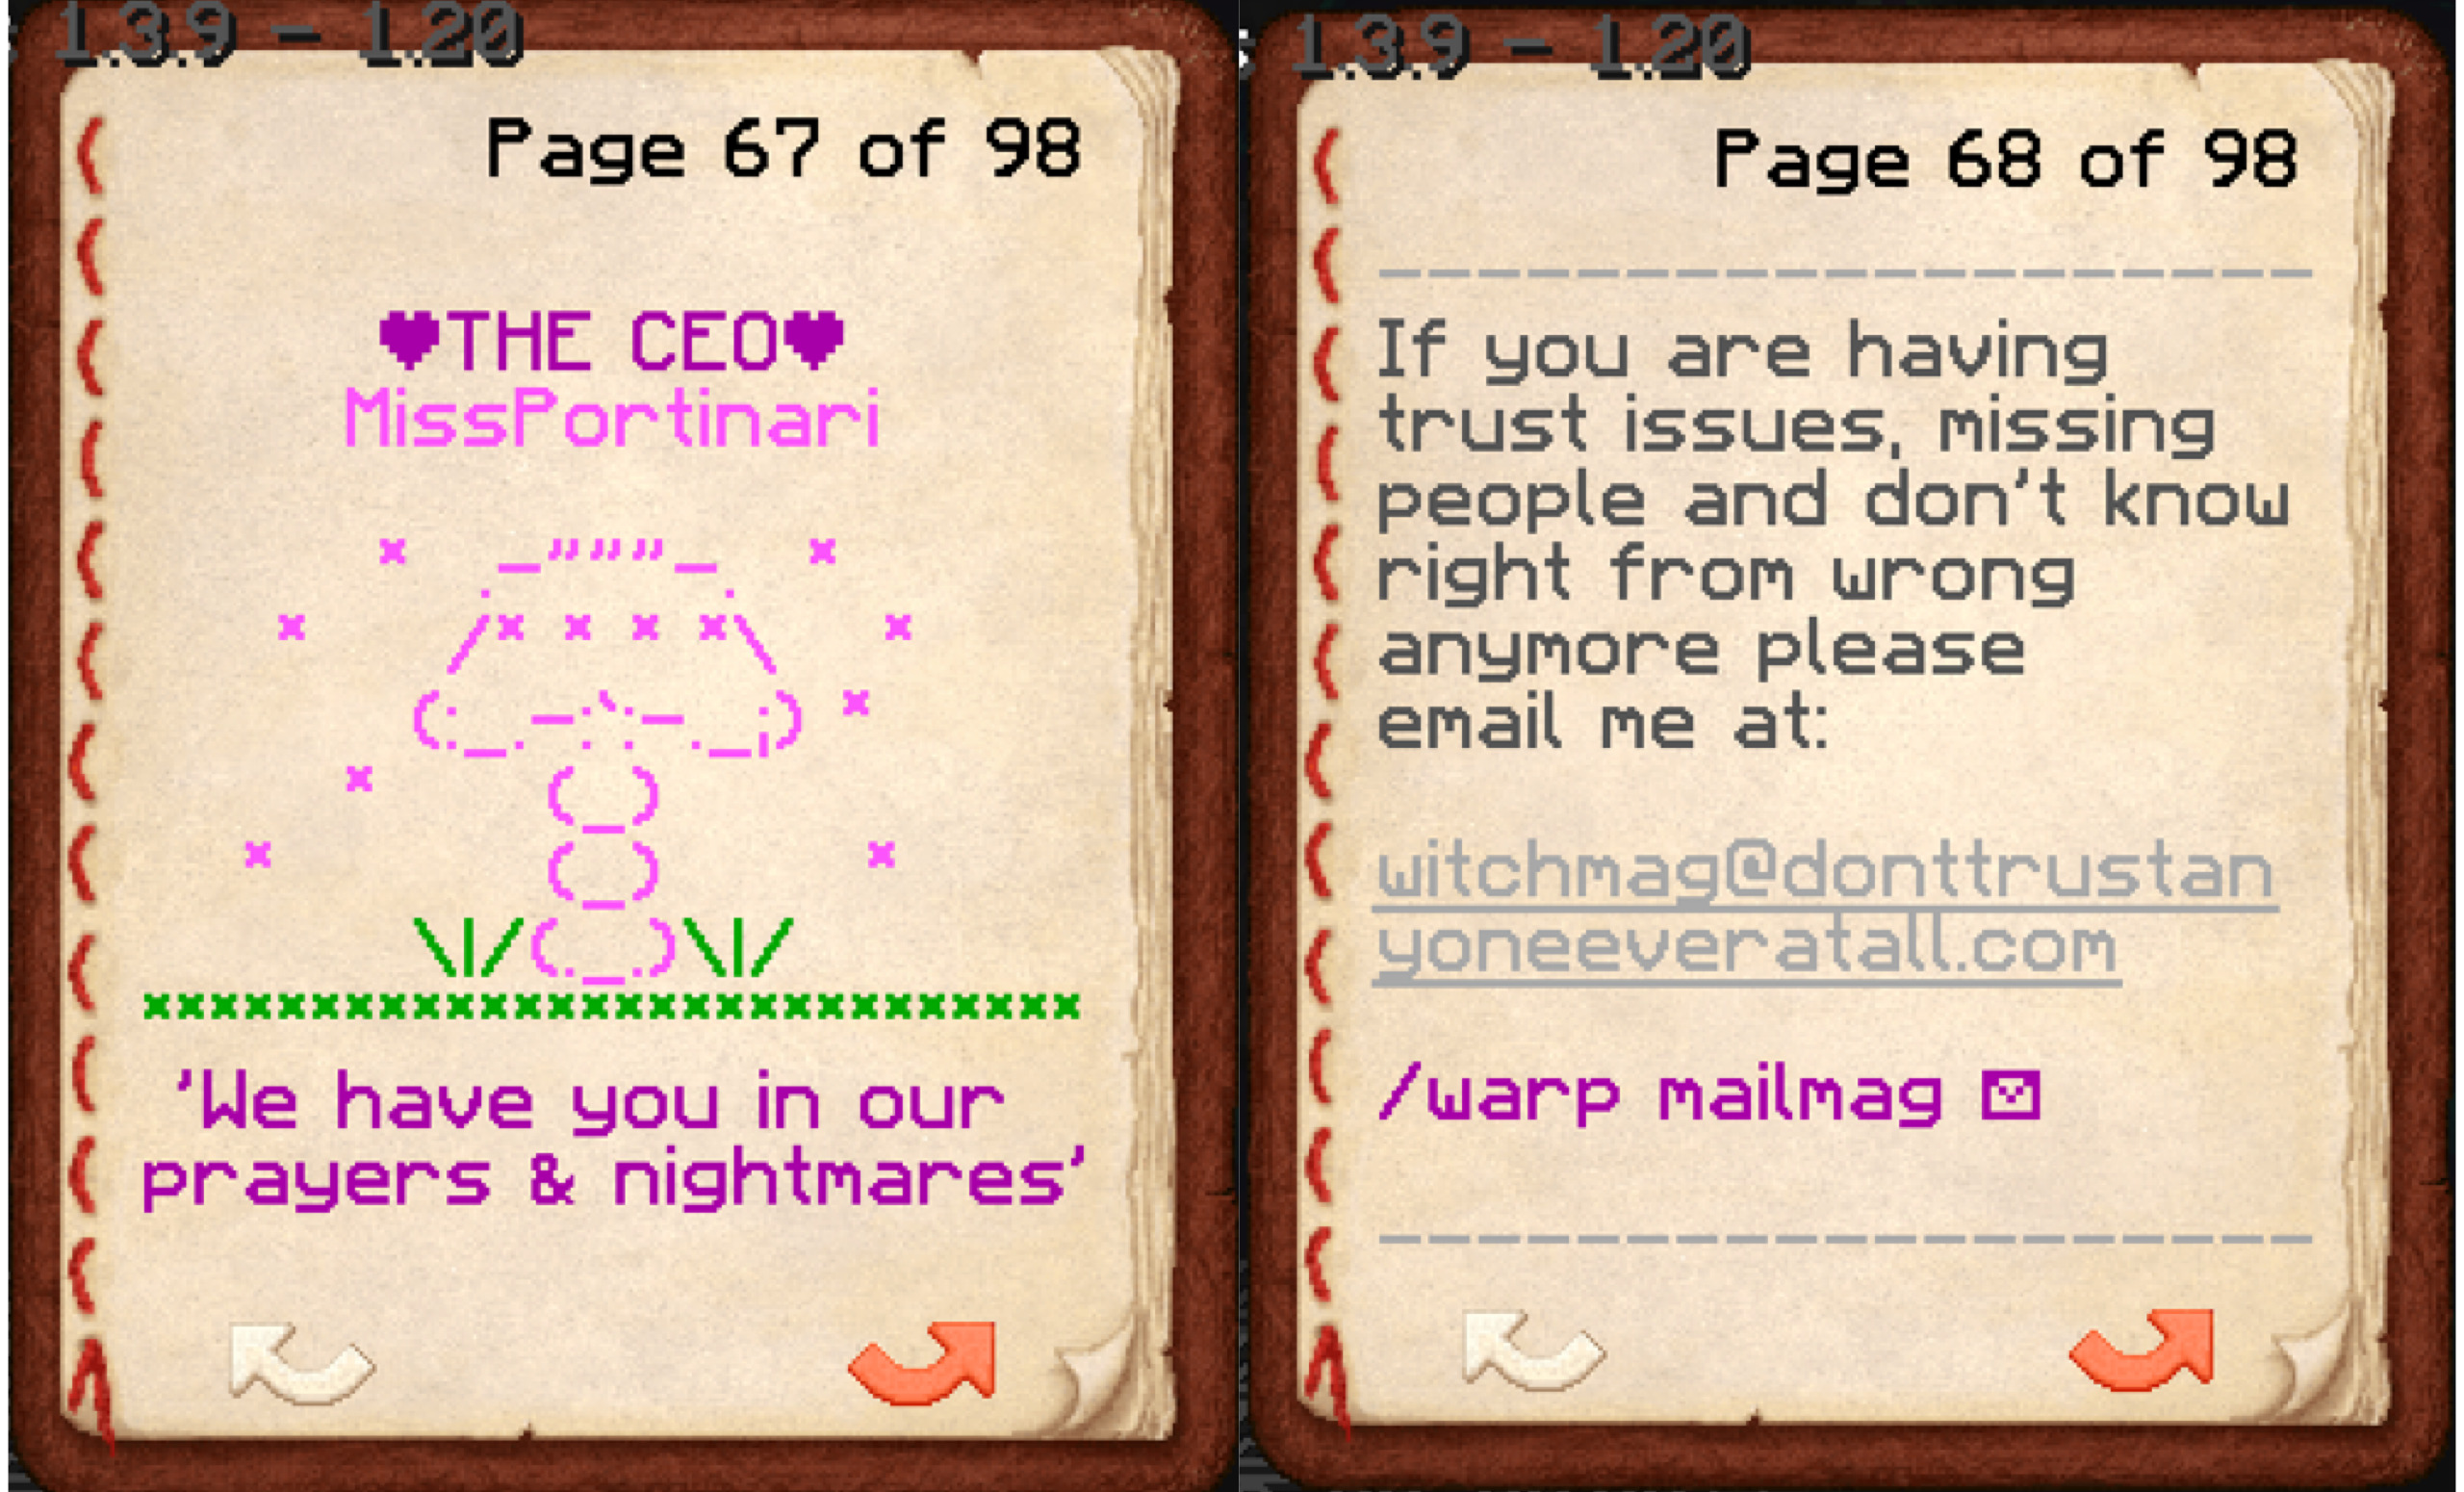 1.3.9 - 1.20
Page 67 of 98
♥THE CEO♥
MissPortinari
'We have you in our
prayers & nightmares'
1.3.9 - 1.20
Page 68 of 98
If you are having
trust issues, missing
people and don't know
right from wrong
anymore please
email me at:
witchmag@donttrustan
yoneeveratall.com
/warp mailmag